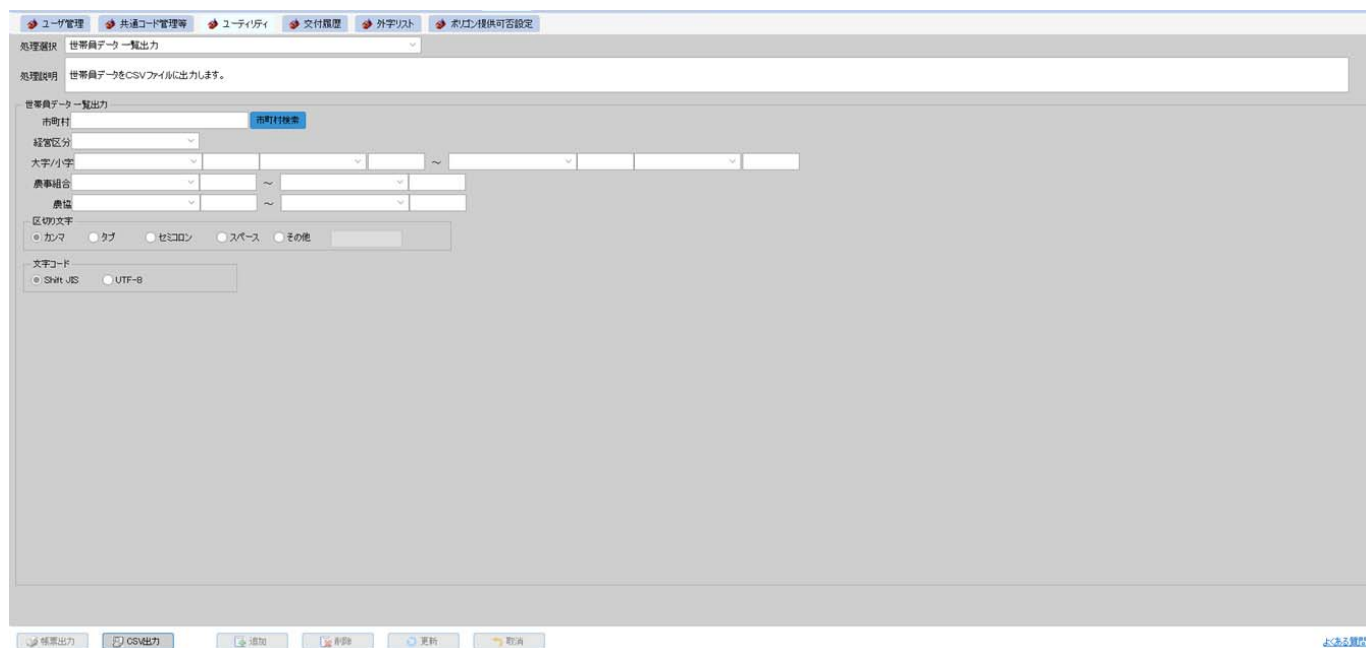 ユーザ管理 共通コード管理等 ユーティリティ 交付履歴 外字リスト ポリゴン提供可否設定
処理選択 世帯員データ一覧出力
処理説明 世帯員データをCSVファイルに出力します。
世帯員データ一覧出力
市町村 市町村検索
経営区分
大字/小字 ～
農事組合 ～
農協 ～
区切り文字
カンマ タブ セミコロン スペース その他
文字コード
Shift JIS UTF-8
帳票出力 CSV出力 追加 削除 更新 取消 よくある質問